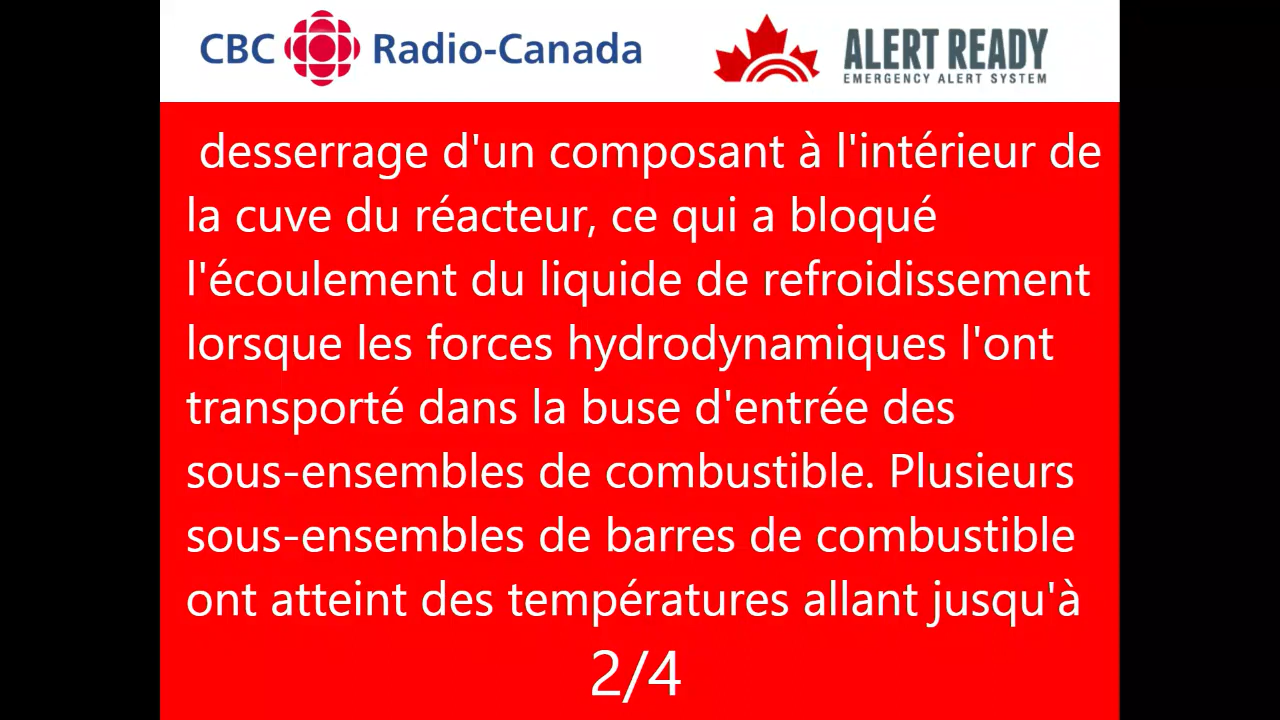 CBC Radio-Canada
ALERT READY
EMERGENCY ALERT SYSTEM
desserrage d'un composant à l'intérieur de
la cuve du réacteur, ce qui a bloqué
l'écoulement du liquide de refroidissement
lorsque les forces hydrodynamiques l'ont
transporté dans la buse d'entrée des
sous-ensembles de combustible. Plusieurs
sous-ensembles de barres de combustible
ont atteint des températures allant jusqu'à
2/4